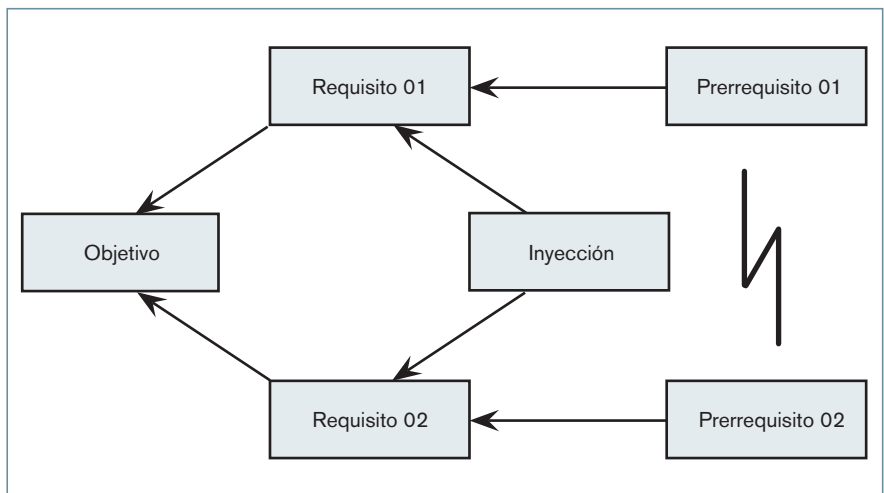 Requisito 01
Prerrequisito 01
Objetivo
Inyección
Requisito 02
Prerrequisito 02